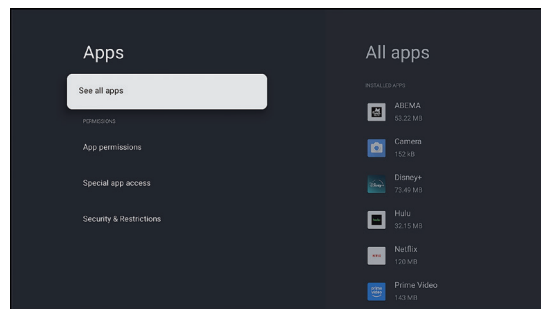 Apps
See all apps
PERMISSIONS
App permissions
Special app access
Security & Restrictions
All apps
INSTALLED APPS
ABEMA
63.22 MB
Camera
152 kB
Disney+
73.49 MB
Hulu
32.15 MB
Netflix
120 MB
Prime Video
143 MB